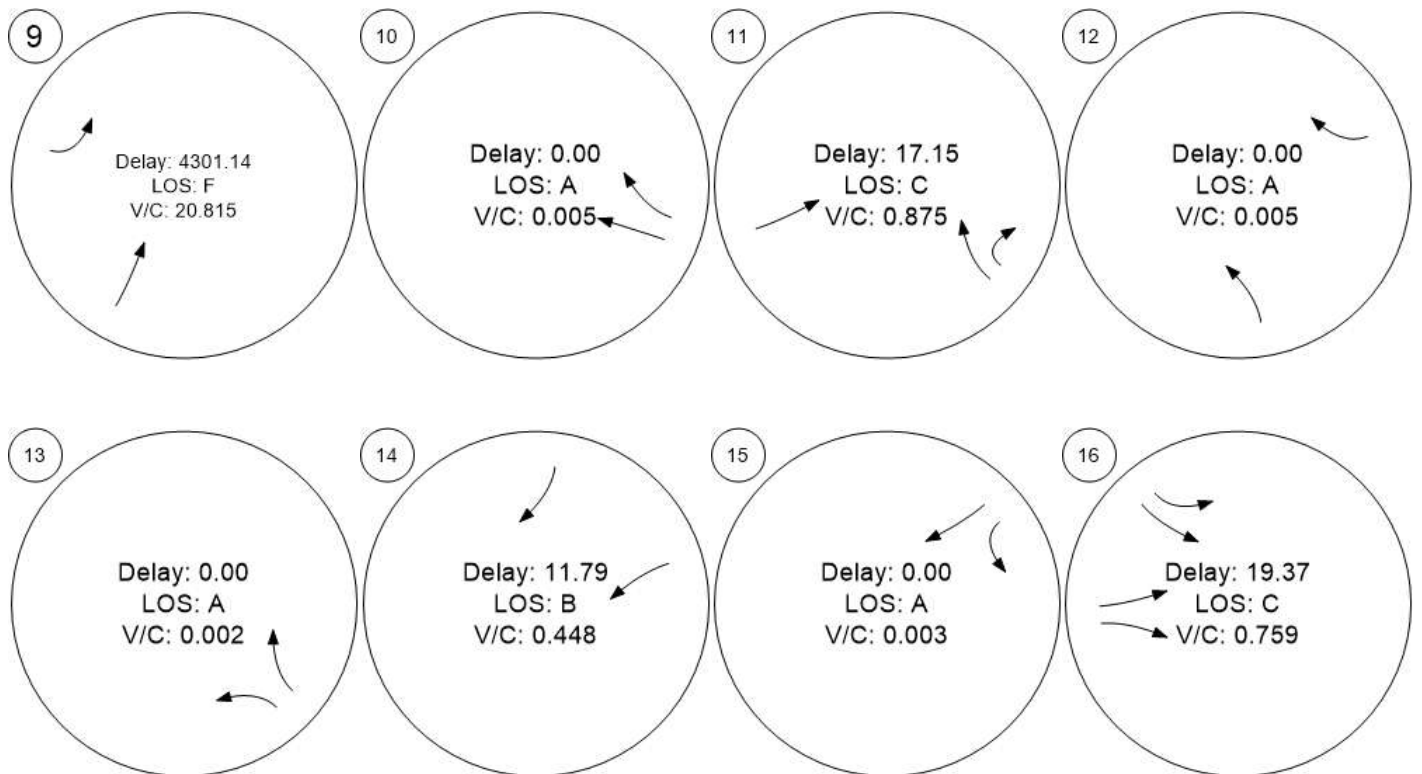 9
Delay: 4301.14
LOS: F
V/C: 20.815
10
Delay: 0.00
LOS: A
V/C: 0.005
11
Delay: 17.15
LOS: C
V/C: 0.875
12
Delay: 0.00
LOS: A
V/C: 0.005
13
Delay: 0.00
LOS: A
V/C: 0.002
14
Delay: 11.79
LOS: B
V/C: 0.448
15
Delay: 0.00
LOS: A
V/C: 0.003
16
Delay: 19.37
LOS: C
V/C: 0.759